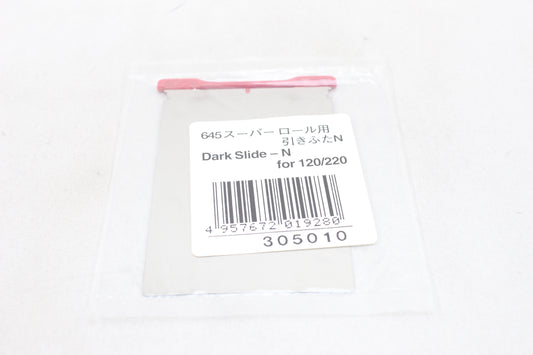 645スーパー ロール用
引きふたN
Dark Slide – N
for 120/220
4 957672 019280
305010